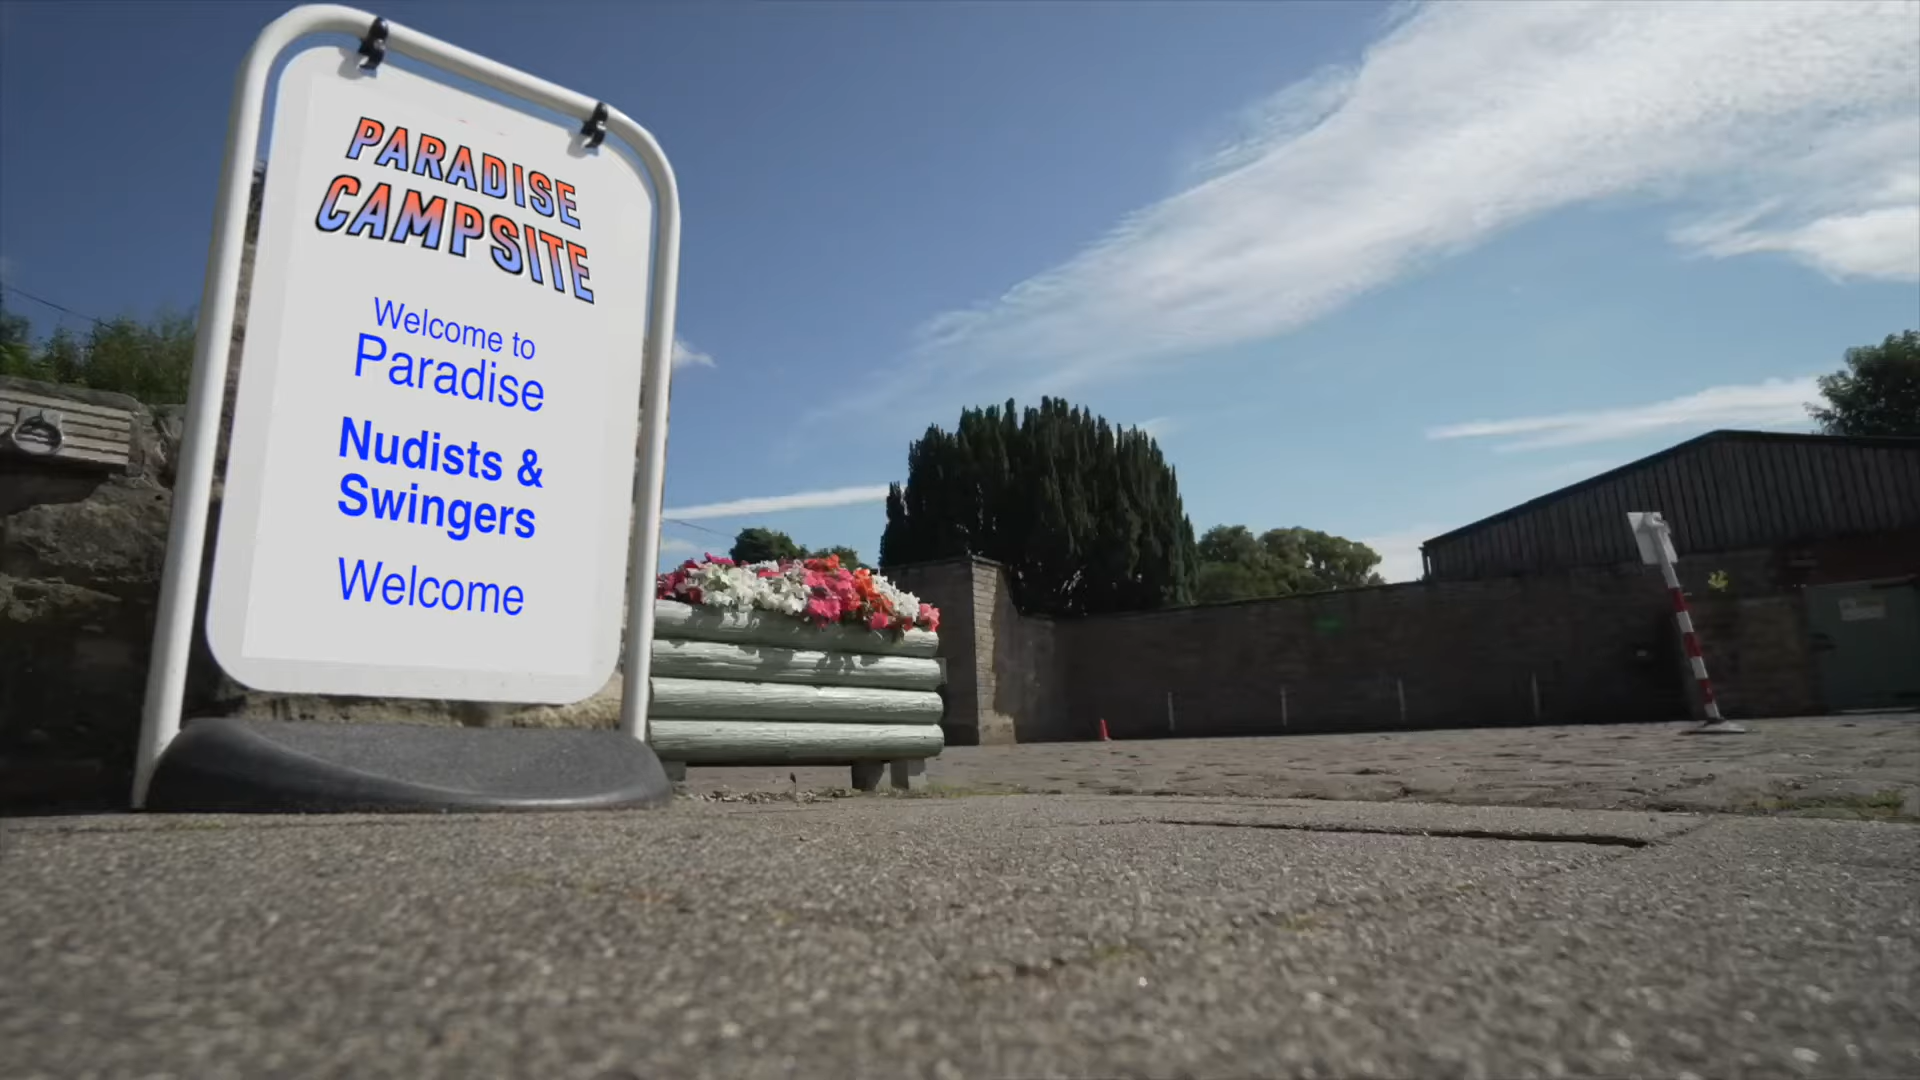 PARADISE
CAMPSITE
Welcome to
Paradise
Nudists &
Swingers
Welcome